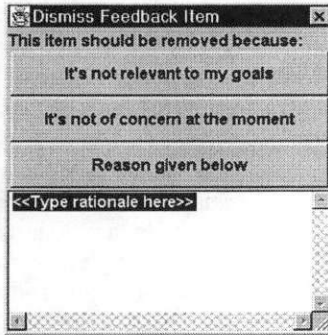 Dismiss Feedback Item
This item should be removed because:
It's not relevant to my goals
It's not of concern at the moment
Reason given below
<<Type rationale here>>